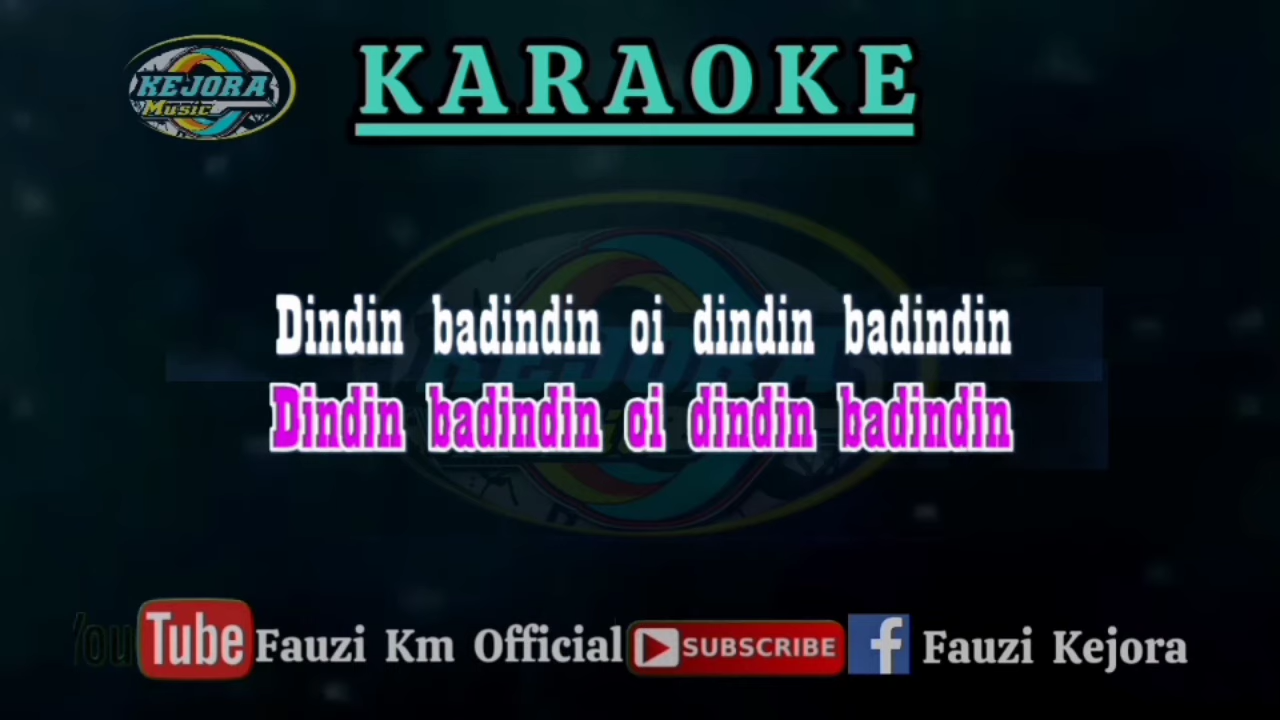 KEJORA
Music
KARAOKE
Dindin badindin oi dindin badindin
Dindin badindin oi dindin badindin
YouTube Fauzi Km Official SUBSCRIBE f Fauzi Kejora